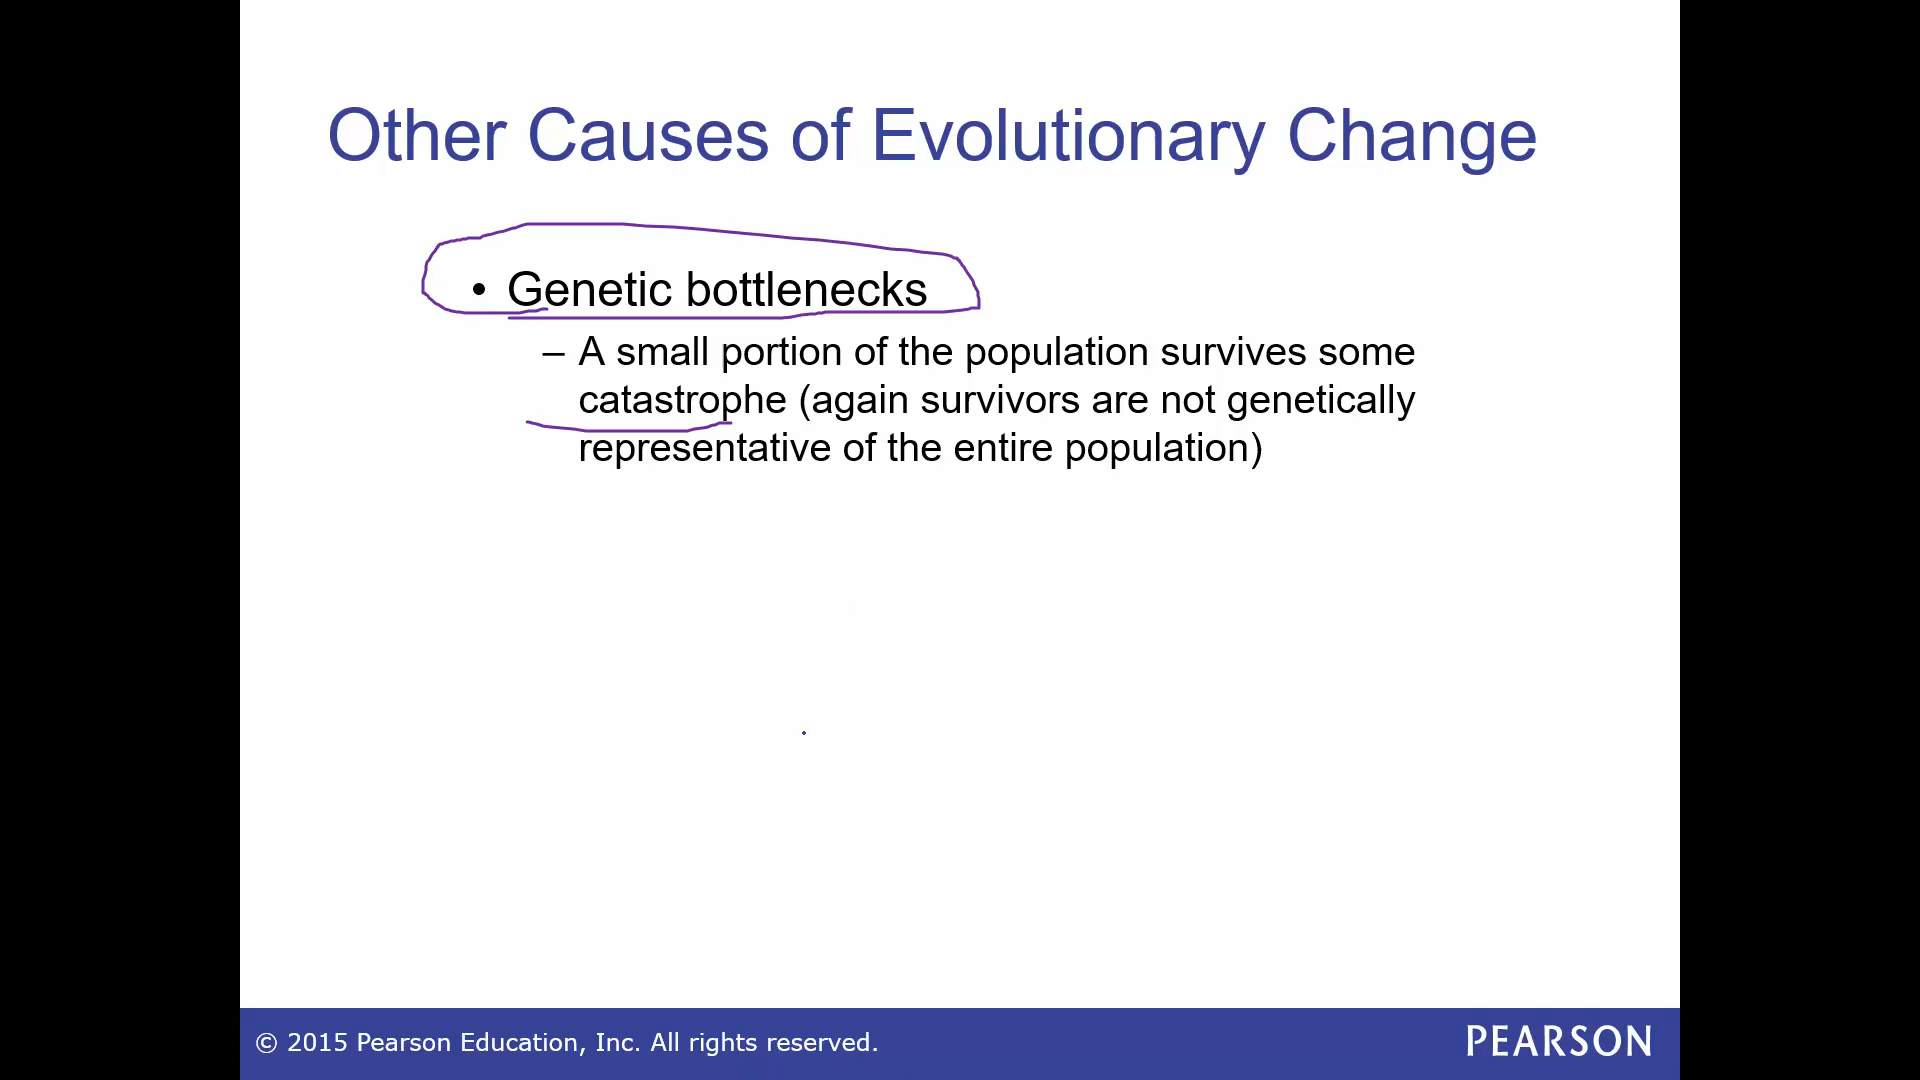 Other Causes of Evolutionary Change
• Genetic bottlenecks
– A small portion of the population survives some
catastrophe (again survivors are not genetically
representative of the entire population)
© 2015 Pearson Education, Inc. All rights reserved.
PEARSON